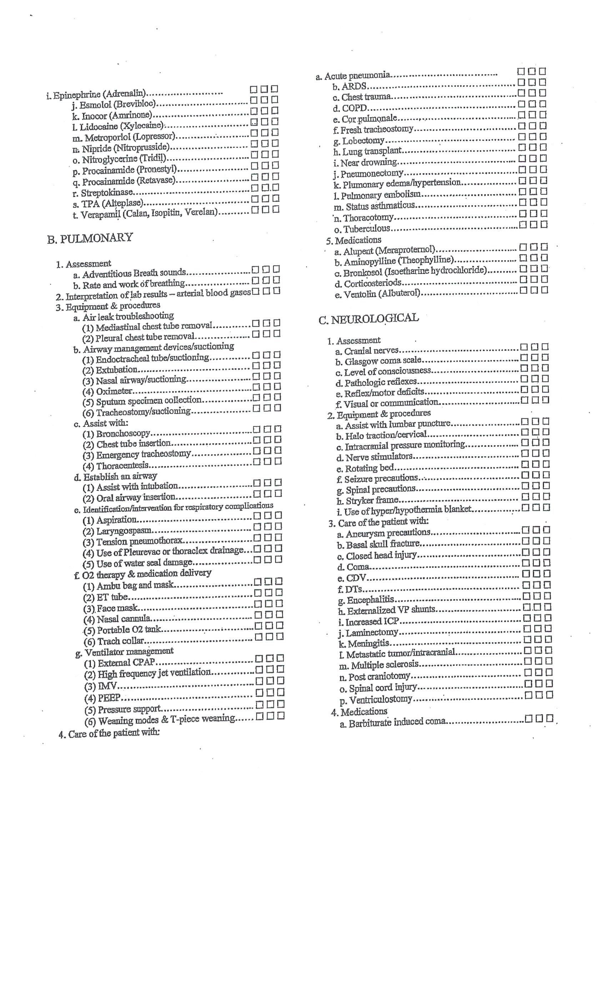 i. Epinephrine (Adrenalin)........................ □ □ □
j. Esmolol (Brevibloc)............................ □ □ □
k. Inocor (Amrinone).............................. □ □ □
l. Lidocaine (Xylocaine).......................... □ □ □
m. Metroporlol (Lopressor)........................ □ □ □
n. Nipride (Nitroprusside)........................ □ □ □
o. Nitroglycerine (Tridil)........................ □ □ □
p. Procainamide (Pronestyl)....................... □ □ □
q. Procainamide (Retavase)........................ □ □ □
r. Streptokinase.................................. □ □ □
s. TPA (Alteplase)................................ □ □ □
t. Verapamil (Calan, Isopitin, Verelan).......... □ □ □
B. PULMONARY
1. Assessment
a. Adventitious Breath sounds.................... □ □ □
b. Rate and work of breathing.................... □ □ □
2. Interpretation of lab results – arterial blood gases □ □ □
3. Equipment & procedures
a. Air leak troubleshooting
(1) Mediastinal chest tube removal............ □ □ □
(2) Pleural chest tube removal................. □ □ □
b. Airway management devices/suctioning
(1) Endoctracheal tube/suctioning............. □ □ □
(2) Extubation.................................. □ □ □
(3) Nasal airway/suctioning.................... □ □ □
(4) Oximeter.................................... □ □ □
(5) Sputum specimen collection................ □ □ □
(6) Tracheostomy/suctioning................... □ □ □
c. Assist with:
(1) Bronchoscopy............................... □ □ □
(2) Chest tube insertion........................ □ □ □
(3) Emergency tracheostomy................... □ □ □
(4) Thoracentesis............................... □ □ □
d. Establish an airway
(1) Assist with intubation...................... □ □ □
(2) Oral airway insertion....................... □ □ □
e. Identification/intervention for respiratory complications
(1) Aspiration.................................. □ □ □
(2) Laryngospasm............................... □ □ □
(3) Tension pneumothorax..................... □ □ □
(4) Use of Pleurevac or thoraclex drainage... □ □ □
(5) Use of water seal damage.................. □ □ □
f. O2 therapy & medication delivery
(1) Ambu bag and mask........................ □ □ □
(2) ET tube..................................... □ □ □
(3) Face mask.................................. □ □ □
(4) Nasal cannula.............................. □ □ □
(5) Portable O2 tank........................... □ □ □
(6) Trach collar................................ □ □ □
g. Ventilator management
(1) External CPAP............................. □ □ □
(2) High frequency jet ventilation............. □ □ □
(3) IMV........................................ □ □ □
(4) PEEP....................................... □ □ □
(5) Pressure support........................... □ □ □
(6) Weaning modes & T-piece weaning...... □ □ □
4. Care of the patient with:
a. Acute pneumonia.................................. □ □ □
b. ARDS............................................ □ □ □
c. Chest trauma.................................... □ □ □
d. COPD............................................ □ □ □
e. Cor pulmonale................................... □ □ □
f. Fresh tracheostomy.............................. □ □ □
g. Lobectomy....................................... □ □ □
h. Lung transplant................................. □ □ □
i. Near drowning................................... □ □ □
j. Pneumonectomy................................... □ □ □
k. Plumonary edema/hypertension................. □ □ □
l. Pulmonary embolism............................. □ □ □
m. Status asthmaticus.............................. □ □ □
n. Thoracotomy..................................... □ □ □
o. Tuberculous..................................... □ □ □
5. Medications
a. Alupent (Meraproternol)........................ □ □ □
b. Aminopylline (Theophylline)................... □ □ □
c. Bronkosol (Isoetharine hydrochloride).......... □ □ □
d. Corticosteriods................................. □ □ □
e. Ventolin (Albuterol)............................ □ □ □
C. NEUROLOGICAL
1. Assessment
a. Cranial nerves.................................. □ □ □
b. Glasgow coma scale............................. □ □ □
c. Level of consciousness.......................... □ □ □
d. Pathologic reflexes............................. □ □ □
e. Reflex/motor deficits........................... □ □ □
f. Visual or communication........................ □ □ □
2. Equipment & procedures
a. Assist with lumbar puncture.................... □ □ □
b. Halo traction/cervical.......................... □ □ □
c. Intracranial pressure monitoring................ □ □ □
d. Nerve stimulators............................... □ □ □
e. Rotating bed.................................... □ □ □
f. Seizure precautions............................. □ □ □
g. Spinal precautions.............................. □ □ □
h. Stryker frame................................... □ □ □
i. Use of hyper/hypothermia blanket.............. □ □ □
3. Care of the patient with:
a. Aneurysm precautions........................... □ □ □
b. Basal skull fracture............................ □ □ □
c. Closed head injury.............................. □ □ □
d. Coma............................................ □ □ □
e. CDV............................................. □ □ □
f. DTs............................................. □ □ □
g. Encephalitis.................................... □ □ □
h. Externalized VP shunts......................... □ □ □
i. Increased ICP................................... □ □ □
j. Laminectomy..................................... □ □ □
k. Meningitis...................................... □ □ □
l. Metastatic tumor/intracranial................... □ □ □
m. Multiple sclerosis.............................. □ □ □
n. Post craniotomy................................. □ □ □
o. Spinal cord injury.............................. □ □ □
p. Ventriculostomy................................. □ □ □
4. Medications
a. Barbiturate induced coma....................... □ □ □